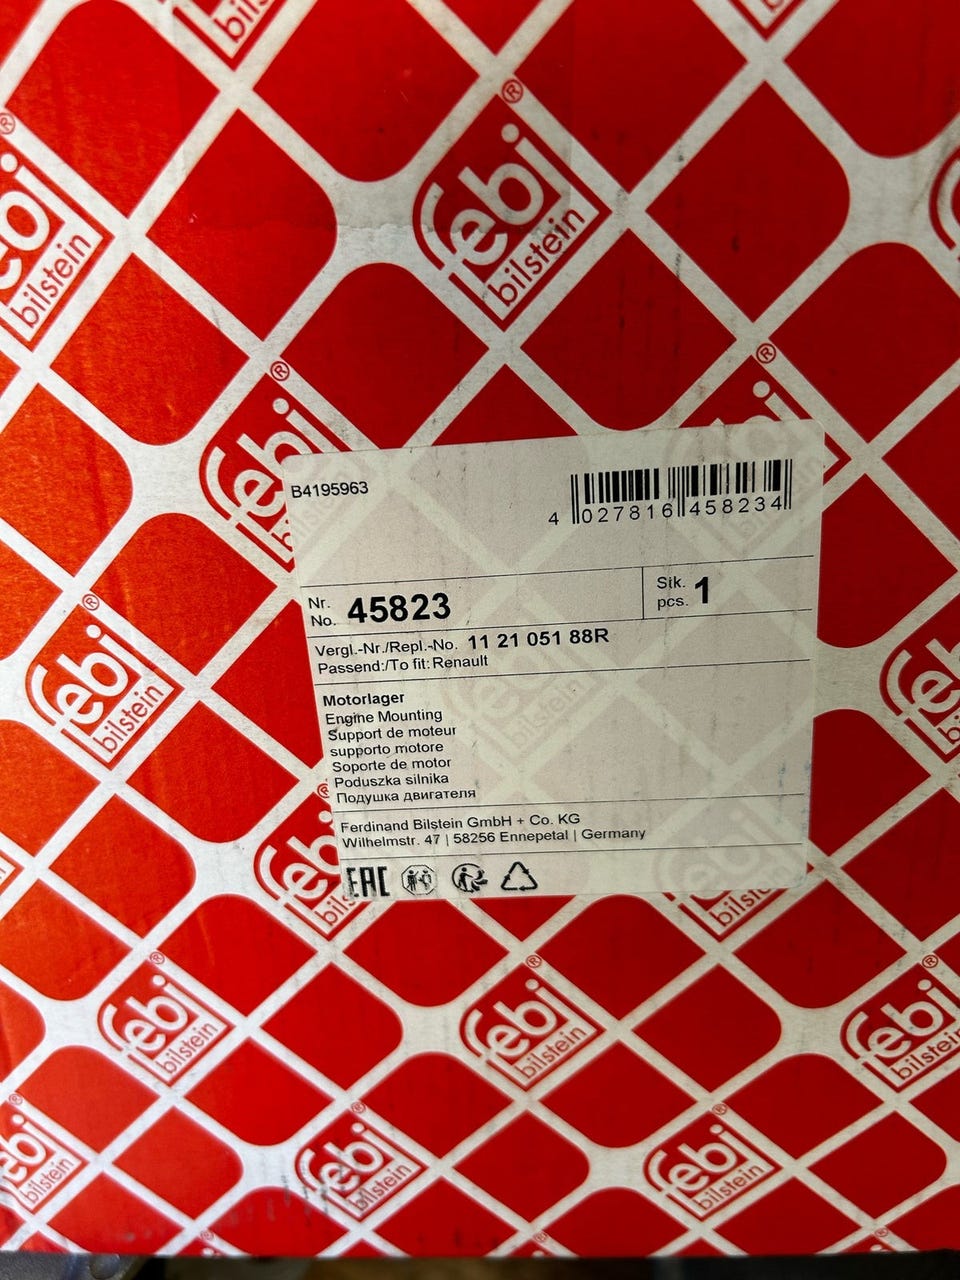 febi®
bilstein
B4195963
4 027816 458234
Nr.
No. 45823
Stk.
pcs. 1
Vergl.-Nr./Repl.-No. 11 21 051 88R
Passend:/To fit: Renault
Motorlager
Engine Mounting
Support de moteur
supporto motore
Soporte de motor
Poduszka silnika
Подушка двигателя
Ferdinand Bilstein GmbH + Co. KG
Wilhelmstr. 47 | 58256 Ennepetal | Germany
EAC